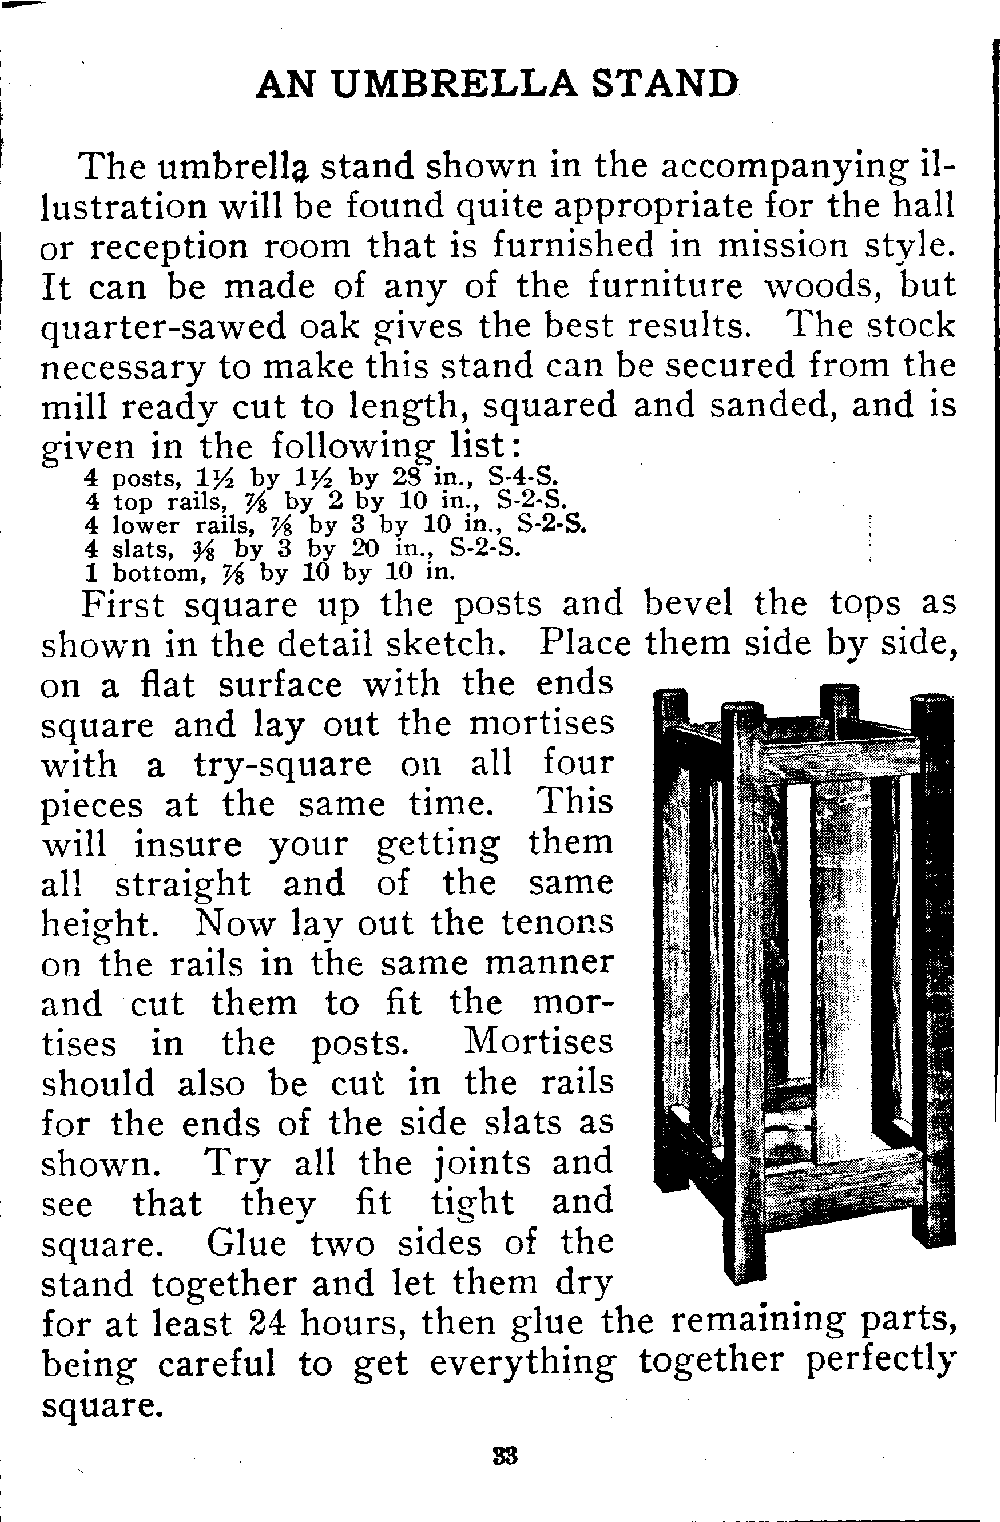 AN UMBRELLA STAND
The umbrella stand shown in the accompanying il-
lustration will be found quite appropriate for the hall
or reception room that is furnished in mission style.
It can be made of any of the furniture woods, but
quarter-sawed oak gives the best results. The stock
necessary to make this stand can be secured from the
mill ready cut to length, squared and sanded, and is
given in the following list:
4 posts, 1½ by 1½ by 28 in., S-4-S.
4 top rails, ⅞ by 2 by 10 in., S-2-S.
4 lower rails, ⅞ by 3 by 10 in., S-2-S.
4 slats, ⅜ by 3 by 20 in., S-2-S.
1 bottom, ⅞ by 10 by 10 in.
First square up the posts and bevel the tops as
shown in the detail sketch. Place them side by side,
on a flat surface with the ends
square and lay out the mortises
with a try-square on all four
pieces at the same time. This
will insure your getting them
all straight and of the same
height. Now lay out the tenons
on the rails in the same manner
and cut them to fit the mor-
tises in the posts. Mortises
should also be cut in the rails
for the ends of the side slats as
shown. Try all the joints and
see that they fit tight and
square. Glue two sides of the
stand together and let them dry
for at least 24 hours, then glue the remaining parts,
being careful to get everything together perfectly
square.
33